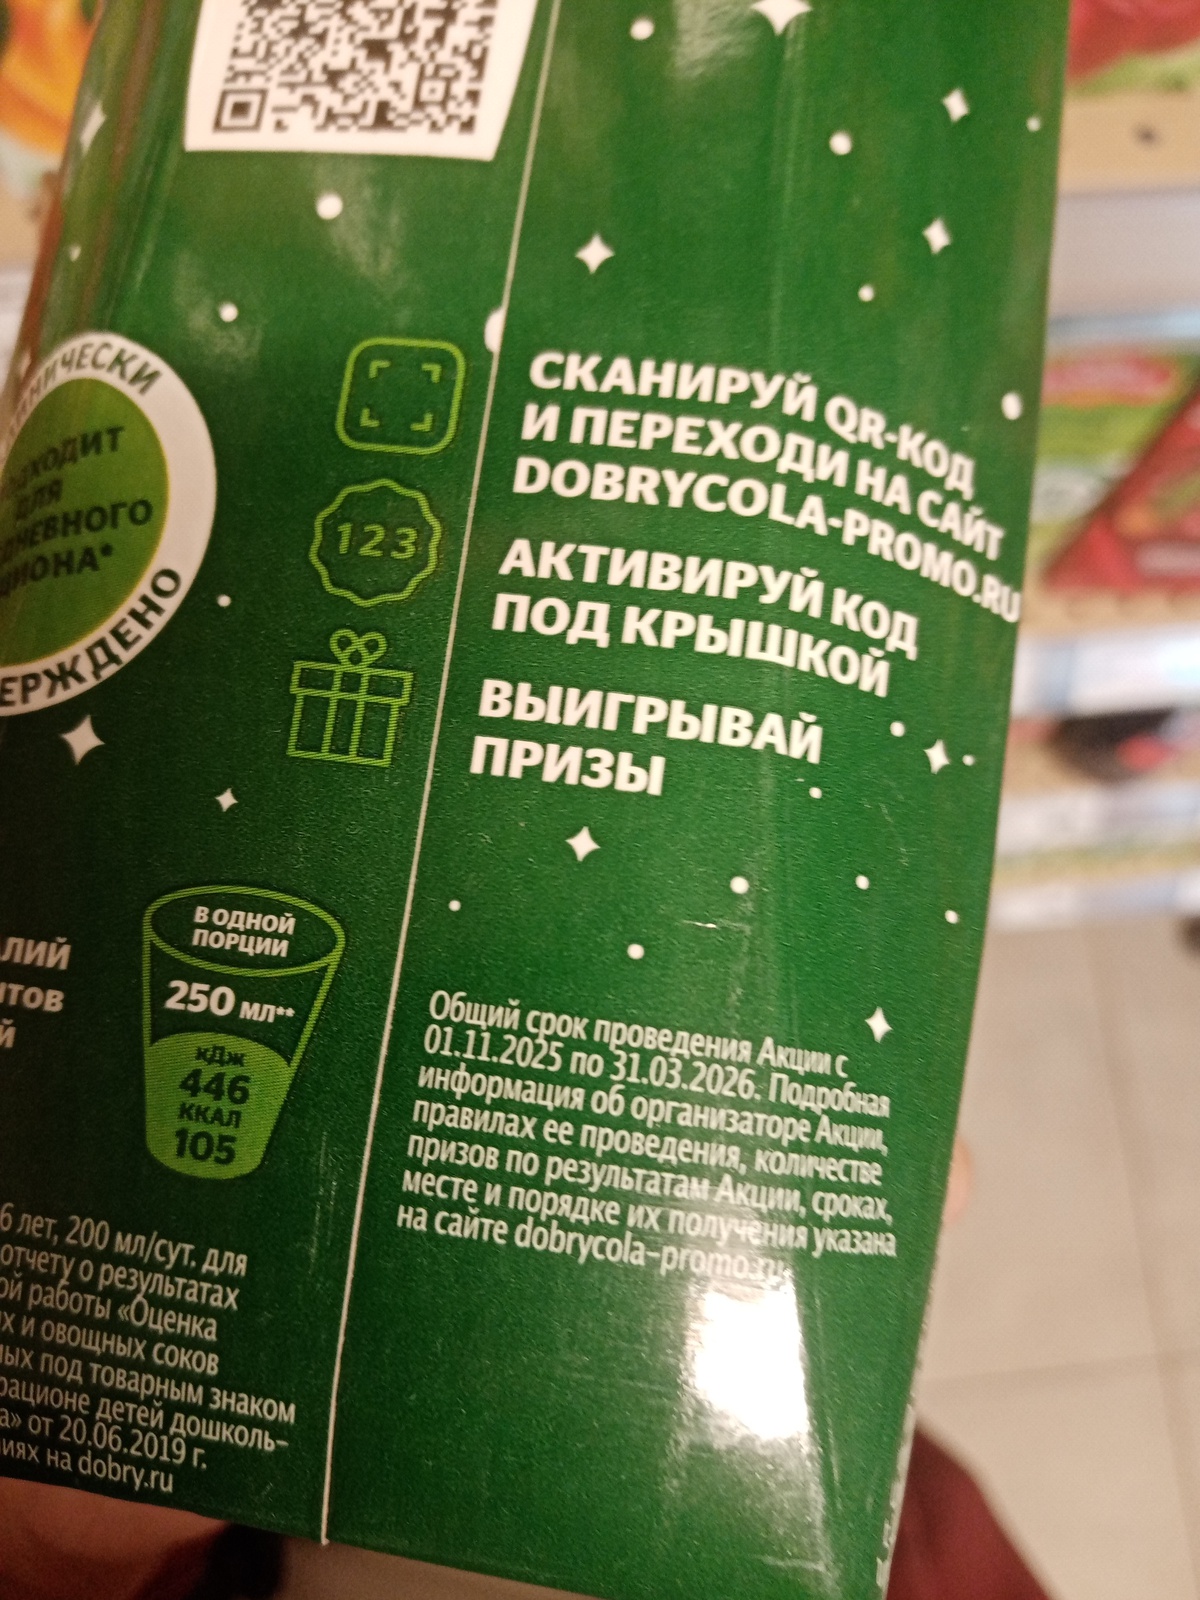 СКАНИРУЙ QR-КОД
И ПЕРЕХОДИ НА САЙТ
DOBRYCOLA-PROMO.RU
123
АКТИВИРУЙ КОД
ПОД КРЫШКОЙ
ВЫИГРЫВАЙ
ПРИЗЫ
ДЛЯ
ЕРЖДЕНО
В ОДНОЙ
ПОРЦИИ
250 мл**
кДж
446
ККАЛ
105
Общий срок проведения Акции с
01.11.2025 по 31.03.2026. Подробная
информация об организаторе Акции,
правилах ее проведения, количестве
призов по результатам Акции, сроках,
месте и порядке их получения указана
на сайте dobrycola-promo.ru
6 лет, 200 мл/сут. для
отчету о результатах
ой работы «Оценка
х и овощных соков
ных под товарным знаком
рационе детей дошколь-
а» от 20.06.2019 г.
иях на dobry.ru